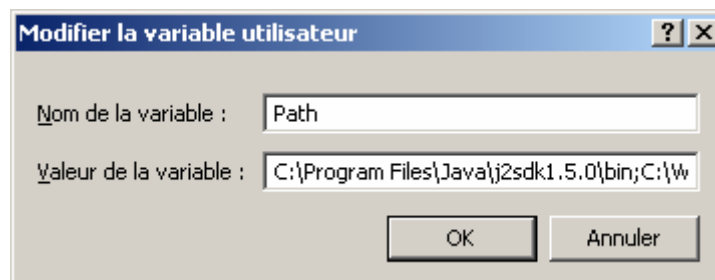 Modifier la variable utilisateur
Nom de la variable :
Path
Valeur de la variable :
C:\Program Files\Java\j2sdk1.5.0\bin;C:\W
OK
Annuler